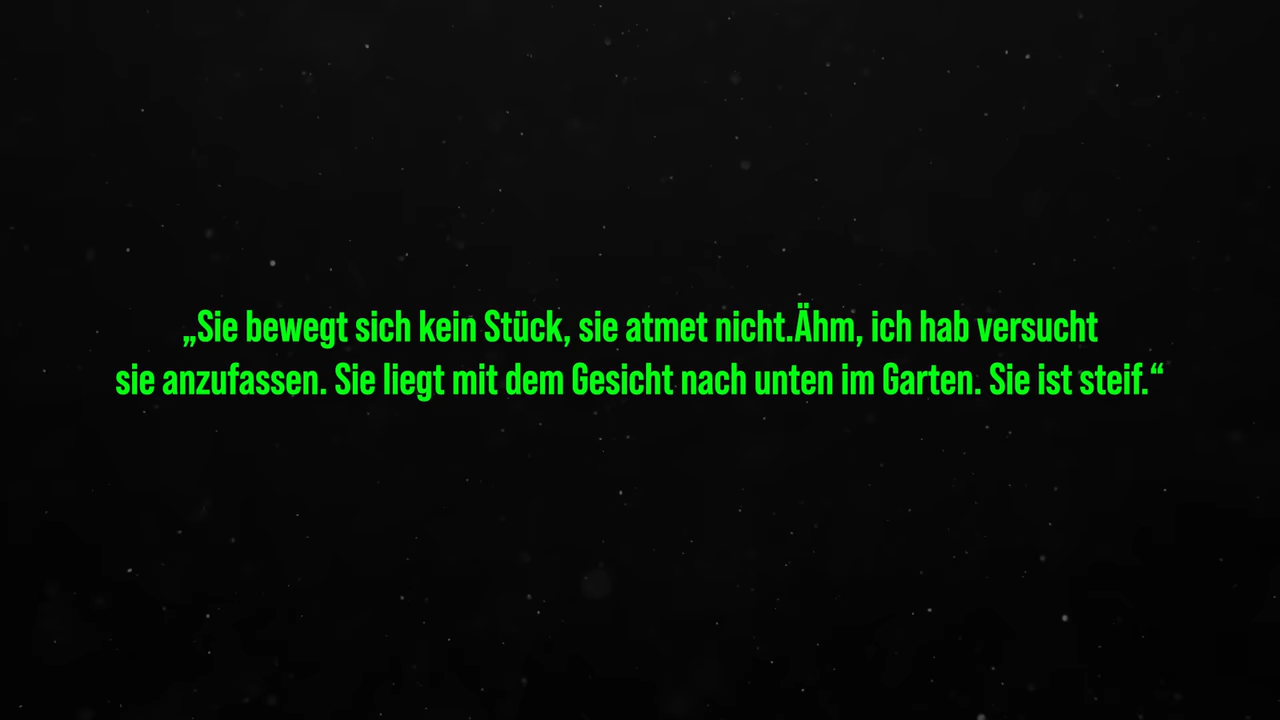 „Sie bewegt sich kein Stück, sie atmet nicht.Ähm, ich hab versucht
sie anzufassen. Sie liegt mit dem Gesicht nach unten im Garten. Sie ist steif.“